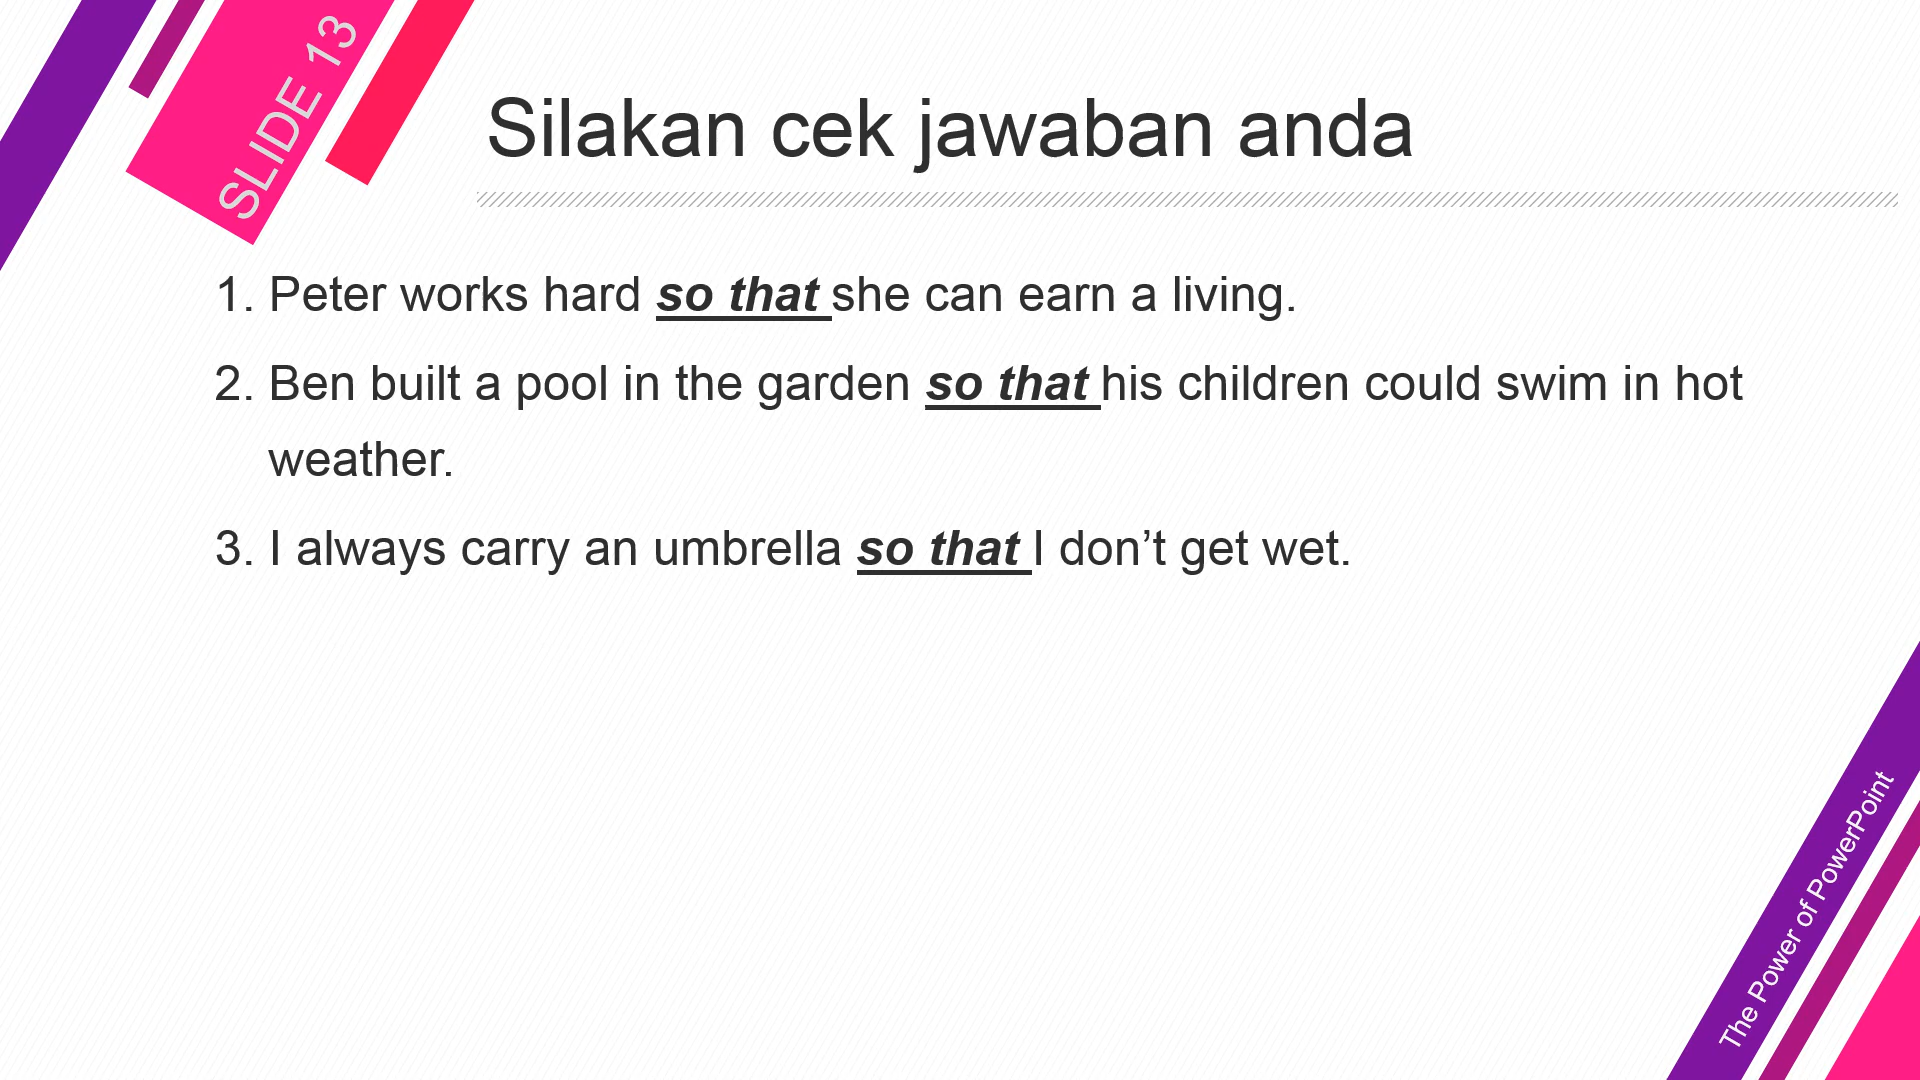 SLIDE 13
Silakan cek jawaban anda
1. Peter works hard so that she can earn a living.
2. Ben built a pool in the garden so that his children could swim in hot
weather.
3. I always carry an umbrella so that I don’t get wet.
The Power of PowerPoint